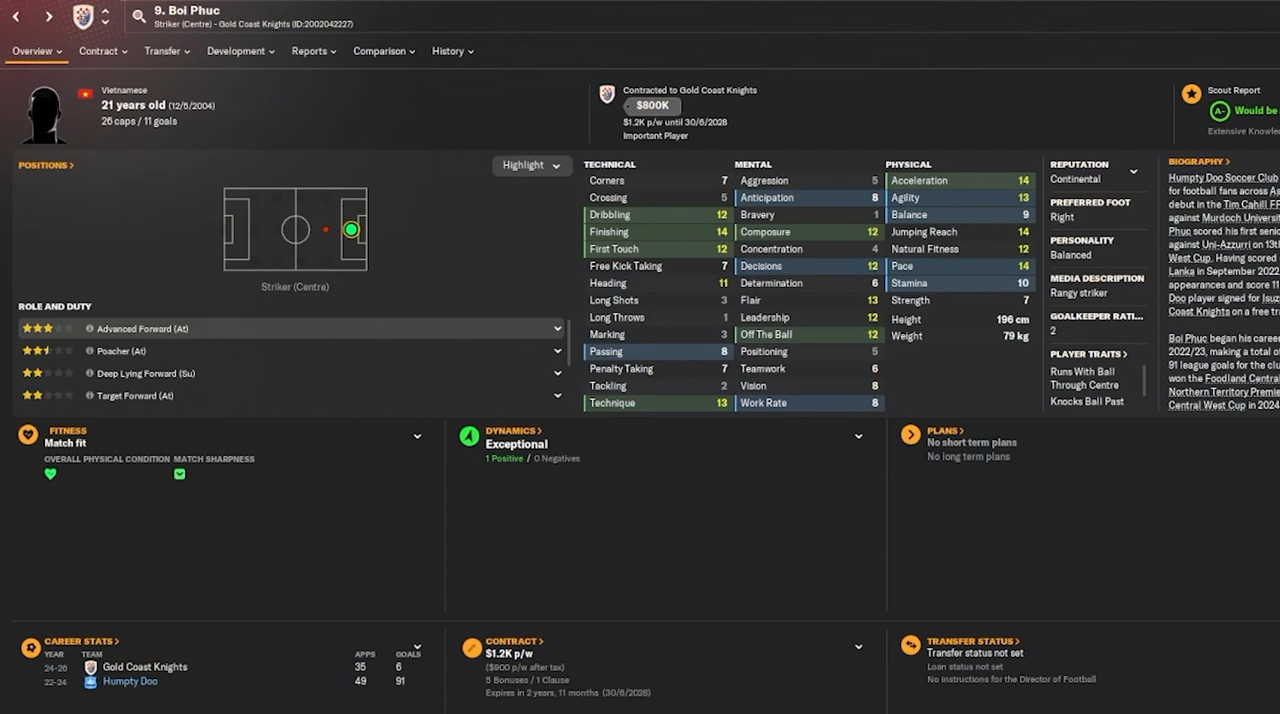 9. Boi Phuc
Striker (Centre) - Gold Coast Knights (ID:2002042227)
Overview Contract Transfer Development Reports Comparison History
Vietnamese
21 years old (12/5/2004)
26 caps / 11 goals
Contracted to Gold Coast Knights
$800K
$1.2K p/w until 30/6/2028
Important Player
Scout Report
A-
Would be
Extensive Knowle
POSITIONS >
Highlight
Striker (Centre)
ROLE AND DUTY
Advanced Forward (At)
Poacher (At)
Deep Lying Forward (Su)
Target Forward (At)
TECHNICAL
Corners 7
Crossing 5
Dribbling 12
Finishing 14
First Touch 12
Free Kick Taking 7
Heading 11
Long Shots 3
Long Throws 1
Marking 3
Passing 8
Penalty Taking 7
Tackling 2
Technique 13
MENTAL
Aggression 5
Anticipation 8
Bravery 1
Composure 12
Concentration 4
Decisions 12
Determination 6
Flair 13
Leadership 12
Off The Ball 12
Positioning 5
Teamwork 6
Vision 8
Work Rate 8
PHYSICAL
Acceleration 14
Agility 13
Balance 9
Jumping Reach 14
Natural Fitness 12
Pace 14
Stamina 10
Strength 7
Height 196 cm
Weight 79 kg
REPUTATION
Continental
PREFERRED FOOT
Right
PERSONALITY
Balanced
MEDIA DESCRIPTION
Rangy striker
GOALKEEPER RATI...
2
PLAYER TRAITS >
Runs With Ball
Through Centre
Knocks Ball Past
BIOGRAPHY >
Humpty Doo Soccer Club
for football fans across As
debut in the Tim Cahill FF
against Murdoch Universi
Phuc scored his first seni
against Uni-Azzurri on 13th
West Cup. Having scored
Lanka in September 2022
appearances and score 11
Doo player signed for Isuz
Coast Knights on a free tra
Boi Phuc began his career
2022/23, making a total of
91 league goals for the clu
won the Foodland Central
Northern Territory Premie
Central West Cup in 2024
FITNESS
Match fit
OVERALL PHYSICAL CONDITION MATCH SHARPNESS
DYNAMICS >
Exceptional
1 Positive / 0 Negatives
PLANS >
No short term plans
No long term plans
CAREER STATS >
YEAR TEAM APPS GOALS
24-26 Gold Coast Knights 35 6
22-24 Humpty Doo 49 91
CONTRACT >
$1.2K p/w
($900 p/w after tax)
5 Bonuses / 1 Clause
Expires in 2 years, 11 months (30/6/2028)
TRANSFER STATUS >
Transfer status not set
Loan status not set
No instructions for the Director of Football